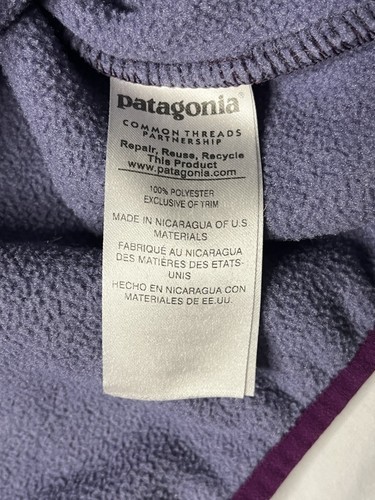 patagonia®
COMMON THREADS
PARTNERSHIP
Repair, Reuse, Recycle
This Product
www.patagonia.com
100% POLYESTER
EXCLUSIVE OF TRIM
MADE IN NICARAGUA OF U.S.
MATERIALS
FABRIQUÉ AU NICARAGUA
DES MATIÈRES DES ETATS-
UNIS
HECHO EN NICARAGUA CON
MATERIALES DE EE.UU.